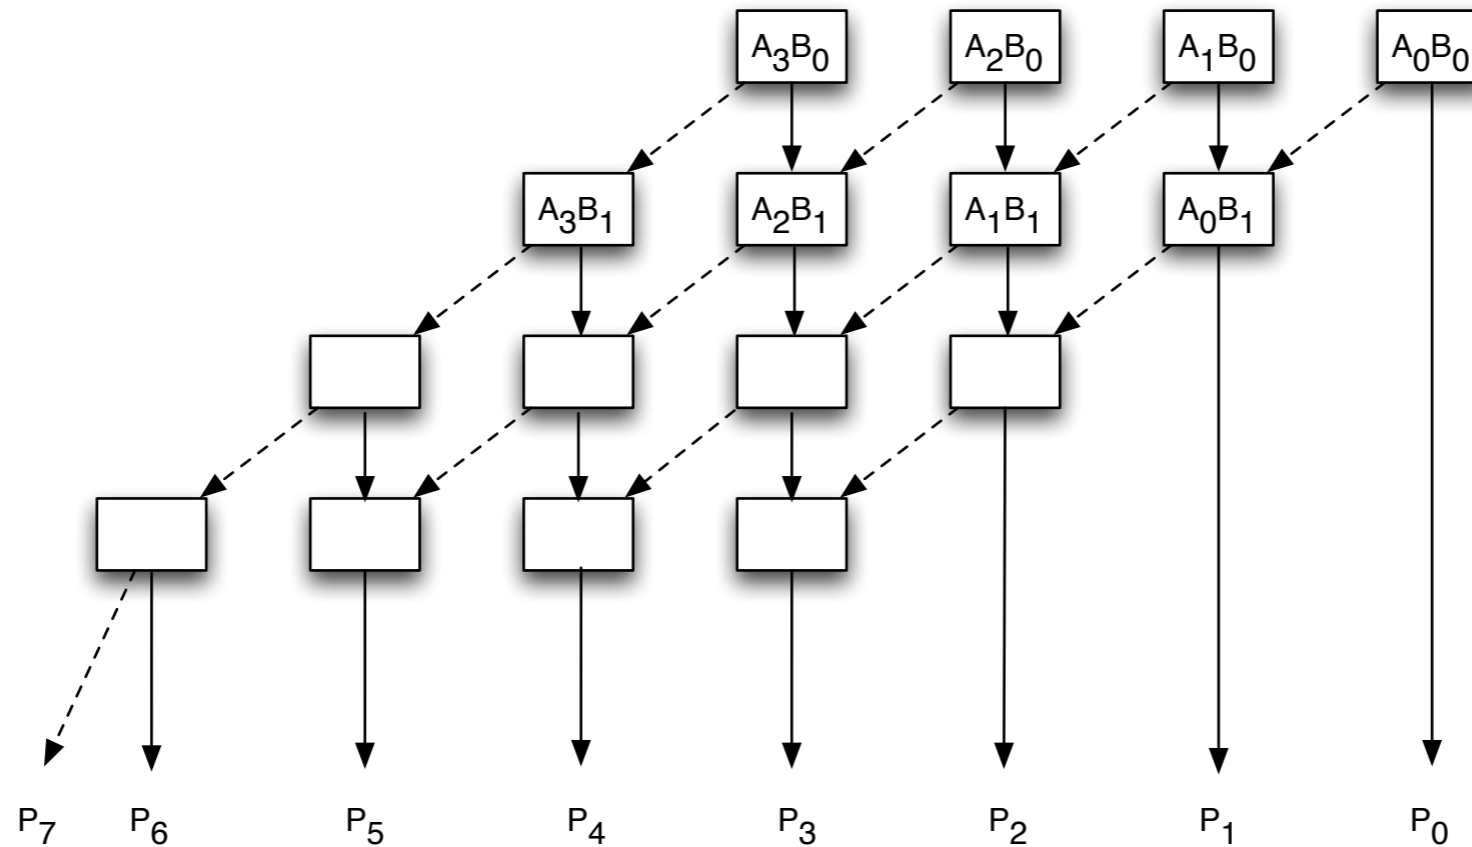 A₃B₀ A₂B₀ A₁B₀ A₀B₀
A₃B₁ A₂B₁ A₁B₁ A₀B₁
P₇ P₆ P₅ P₄ P₃ P₂ P₁ P₀